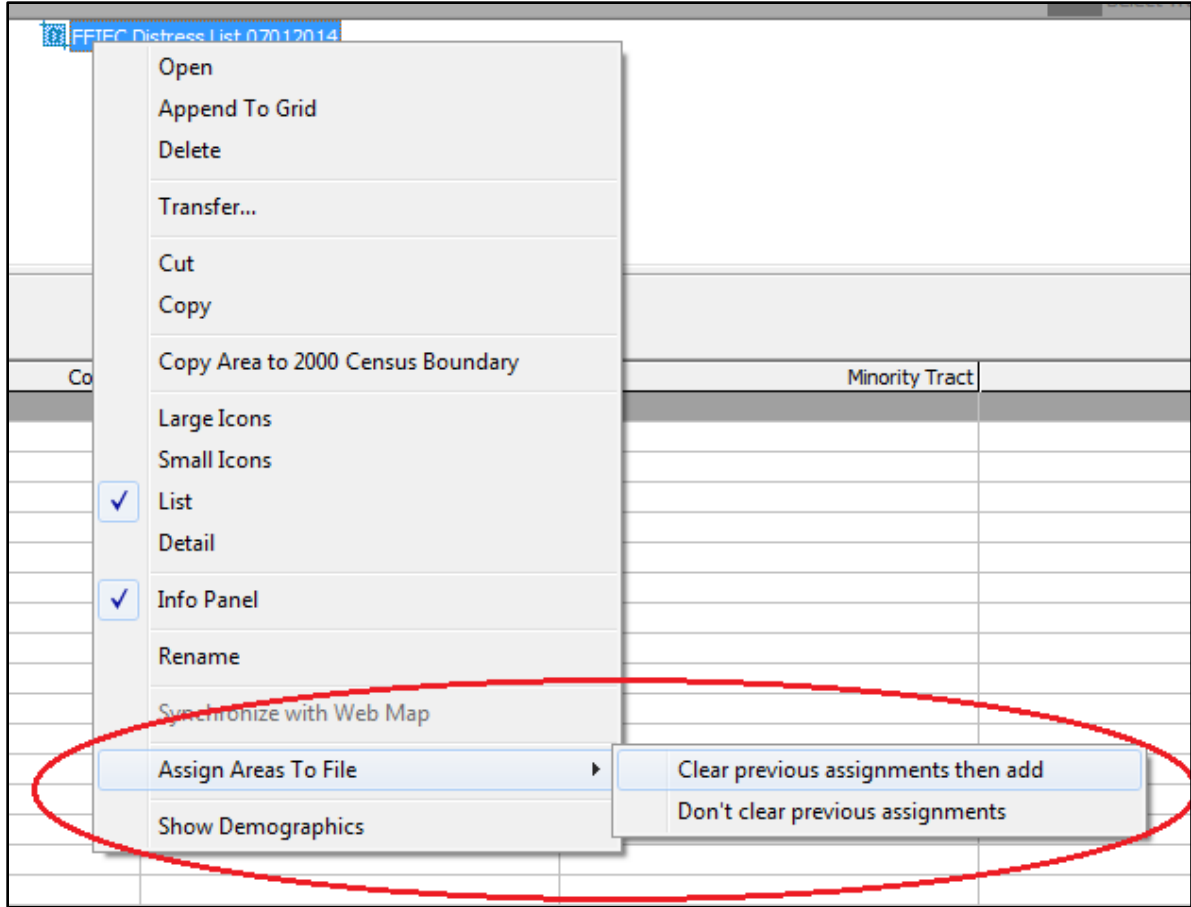 FFIEC Distress List 07012014
Open
Append To Grid
Delete
Transfer...
Cut
Copy
Copy Area to 2000 Census Boundary
Co
Minority Tract
Large Icons
Small Icons
List
Detail
Info Panel
Rename
Synchronize with Web Map
Assign Areas To File
Clear previous assignments then add
Don't clear previous assignments
Show Demographics